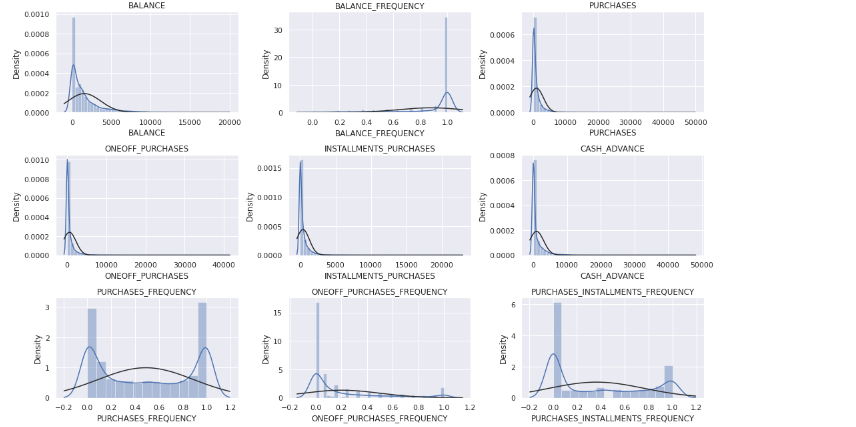 BALANCE
BALANCE_FREQUENCY
PURCHASES
0.0010
0.0008
0.0006
0.0004
0.0002
0.0000
Density
0 5000 10000 15000 20000
BALANCE
30
20
10
0
Density
0.0 0.2 0.4 0.6 0.8 1.0
BALANCE_FREQUENCY
0.0006
0.0004
0.0002
0.0000
Density
0 10000 20000 30000 40000 50000
PURCHASES
ONEOFF_PURCHASES
INSTALLMENTS_PURCHASES
CASH_ADVANCE
0.0010
0.0008
0.0006
0.0004
0.0002
0.0000
Density
0 10000 20000 30000 40000
ONEOFF_PURCHASES
0.0015
0.0010
0.0005
0.0000
Density
0 5000 10000 15000 20000
INSTALLMENTS_PURCHASES
0.0008
0.0006
0.0004
0.0002
0.0000
Density
0 10000 20000 30000 40000 50000
CASH_ADVANCE
PURCHASES_FREQUENCY
ONEOFF_PURCHASES_FREQUENCY
PURCHASES_INSTALLMENTS_FREQUENCY
3
2
1
0
Density
−0.2 0.0 0.2 0.4 0.6 0.8 1.0 1.2
PURCHASES_FREQUENCY
15
10
5
0
Density
−0.2 0.0 0.2 0.4 0.6 0.8 1.0 1.2
ONEOFF_PURCHASES_FREQUENCY
6
4
2
0
Density
−0.2 0.0 0.2 0.4 0.6 0.8 1.0 1.2
PURCHASES_INSTALLMENTS_FREQUENCY